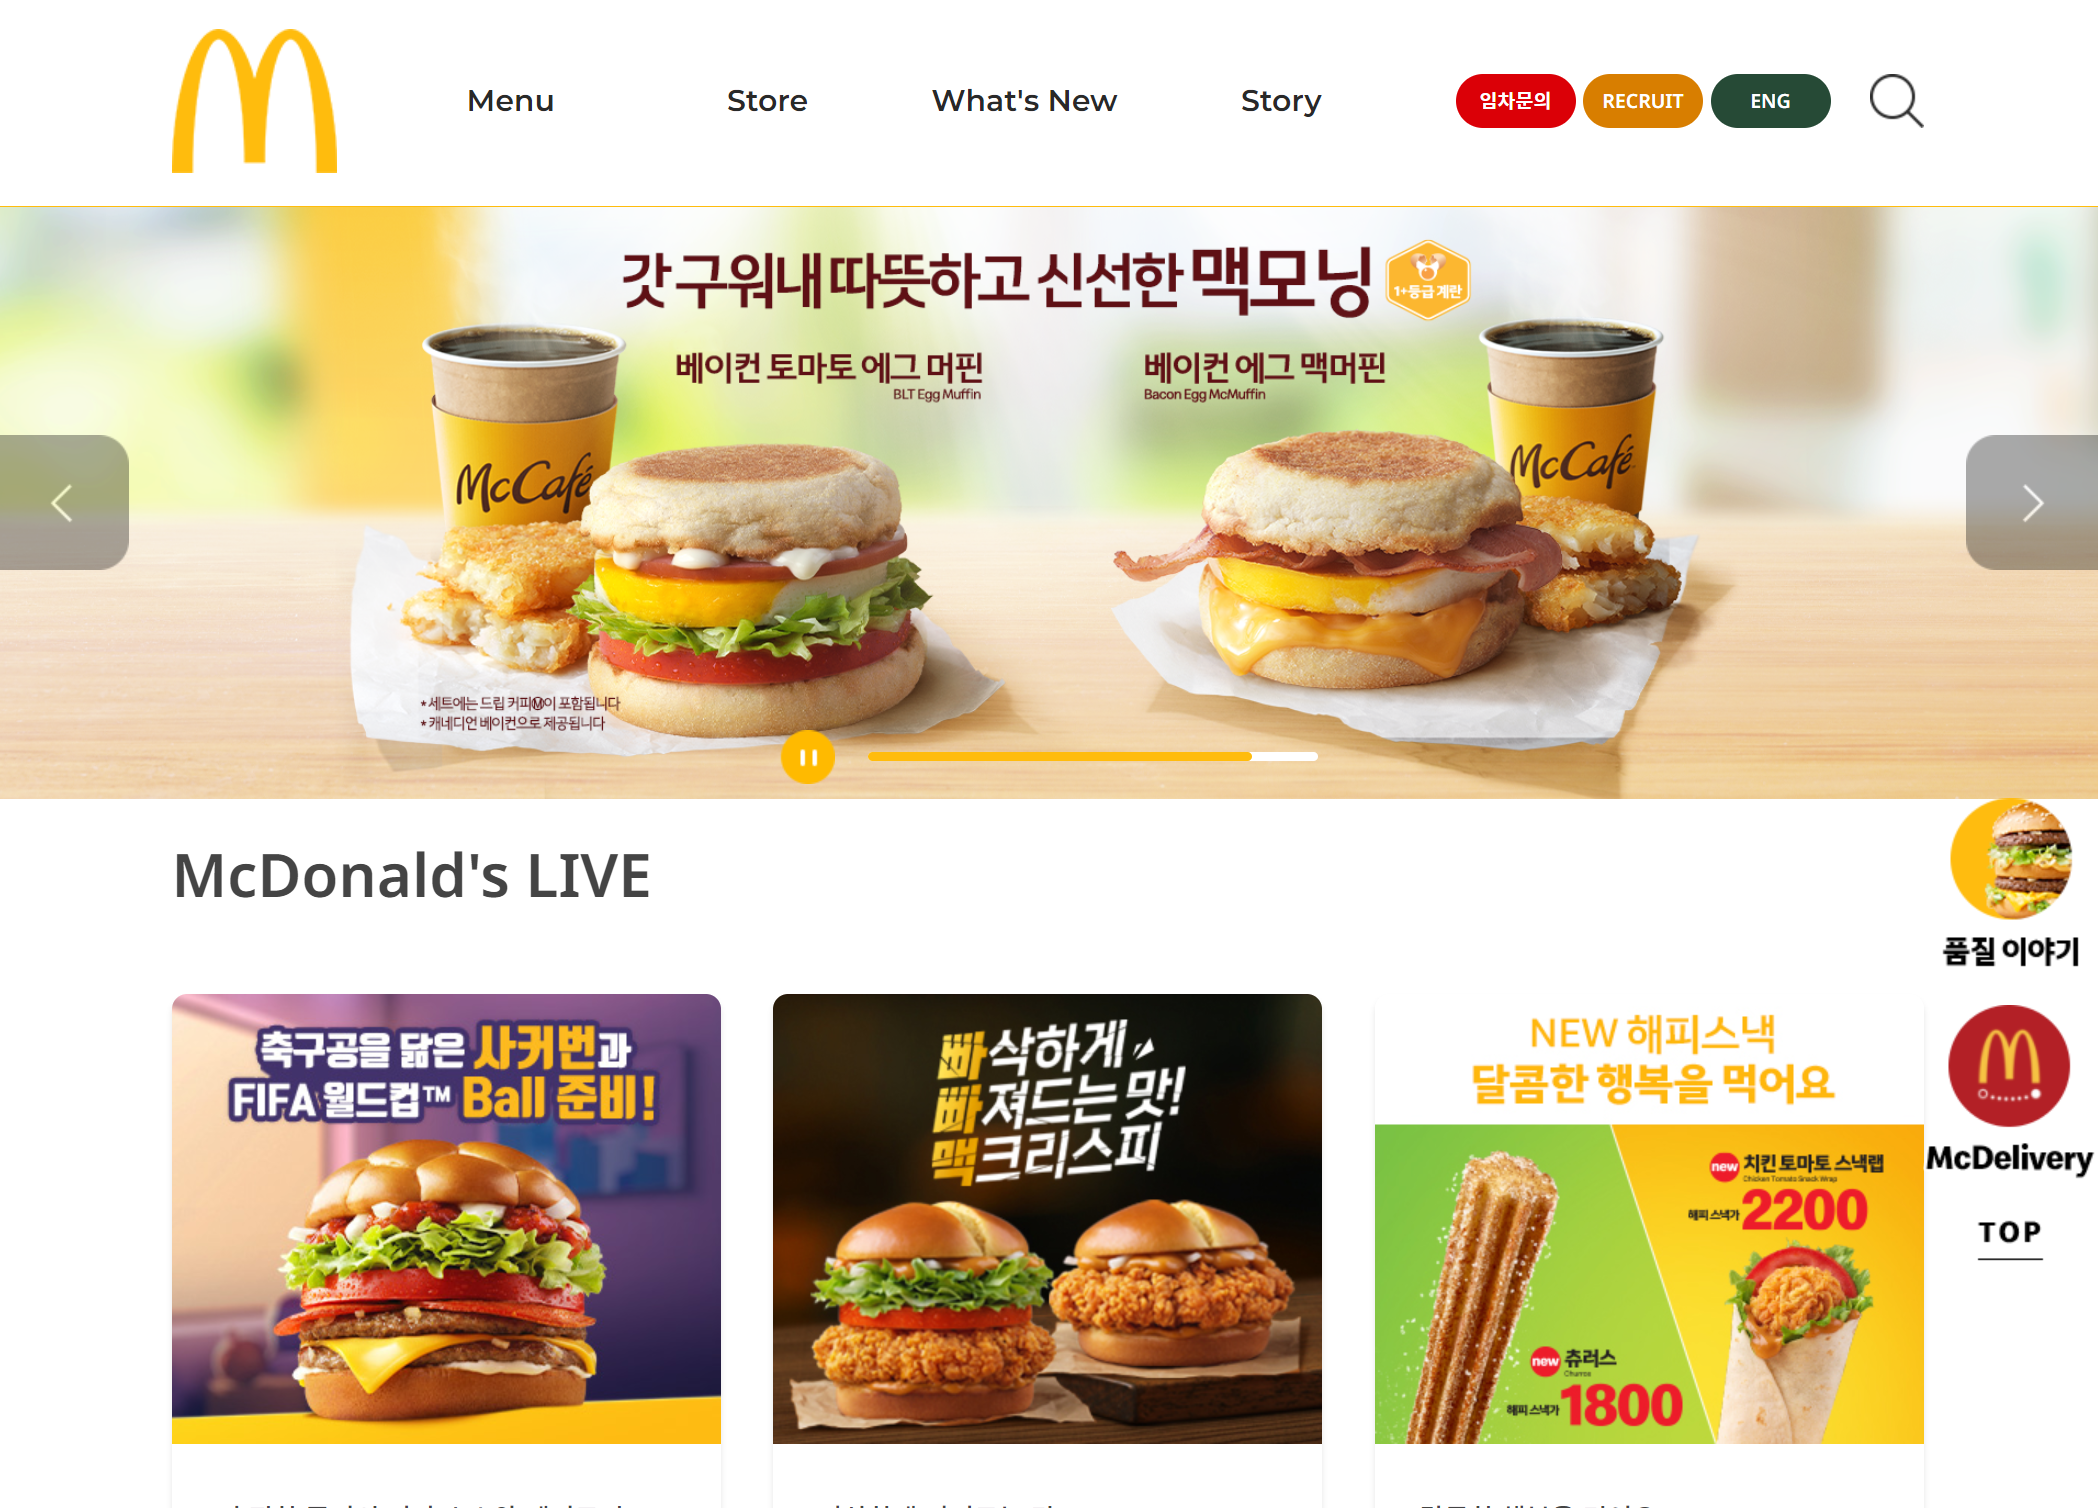 Menu
Store
What's New
Story
임차문의
RECRUIT
ENG
갓 구워내 따뜻하고 신선한 맥모닝
1+등급 계란
베이컨 토마토 에그 머핀
BLT Egg Muffin
베이컨 에그 맥머핀
Bacon Egg McMuffin
McCafé
McCafé
*세트에는 드립 커피Ⓜ이 포함됩니다
*캐네디언 베이컨으로 제공됩니다
McDonald's LIVE
품질 이야기
McDelivery
TOP
축구공을 닮은 사커번과
FIFA 월드컵™ Ball 준비!
빠삭하게
빠져드는 맛!
맥크리스피
NEW 해피스낵
달콤한 행복을 먹어요
new 치킨 토마토 스낵랩
Chicken Tomato Snack Wrap
해피 스낵가 2200
new 츄러스
Churros
해피 스낵가 1800